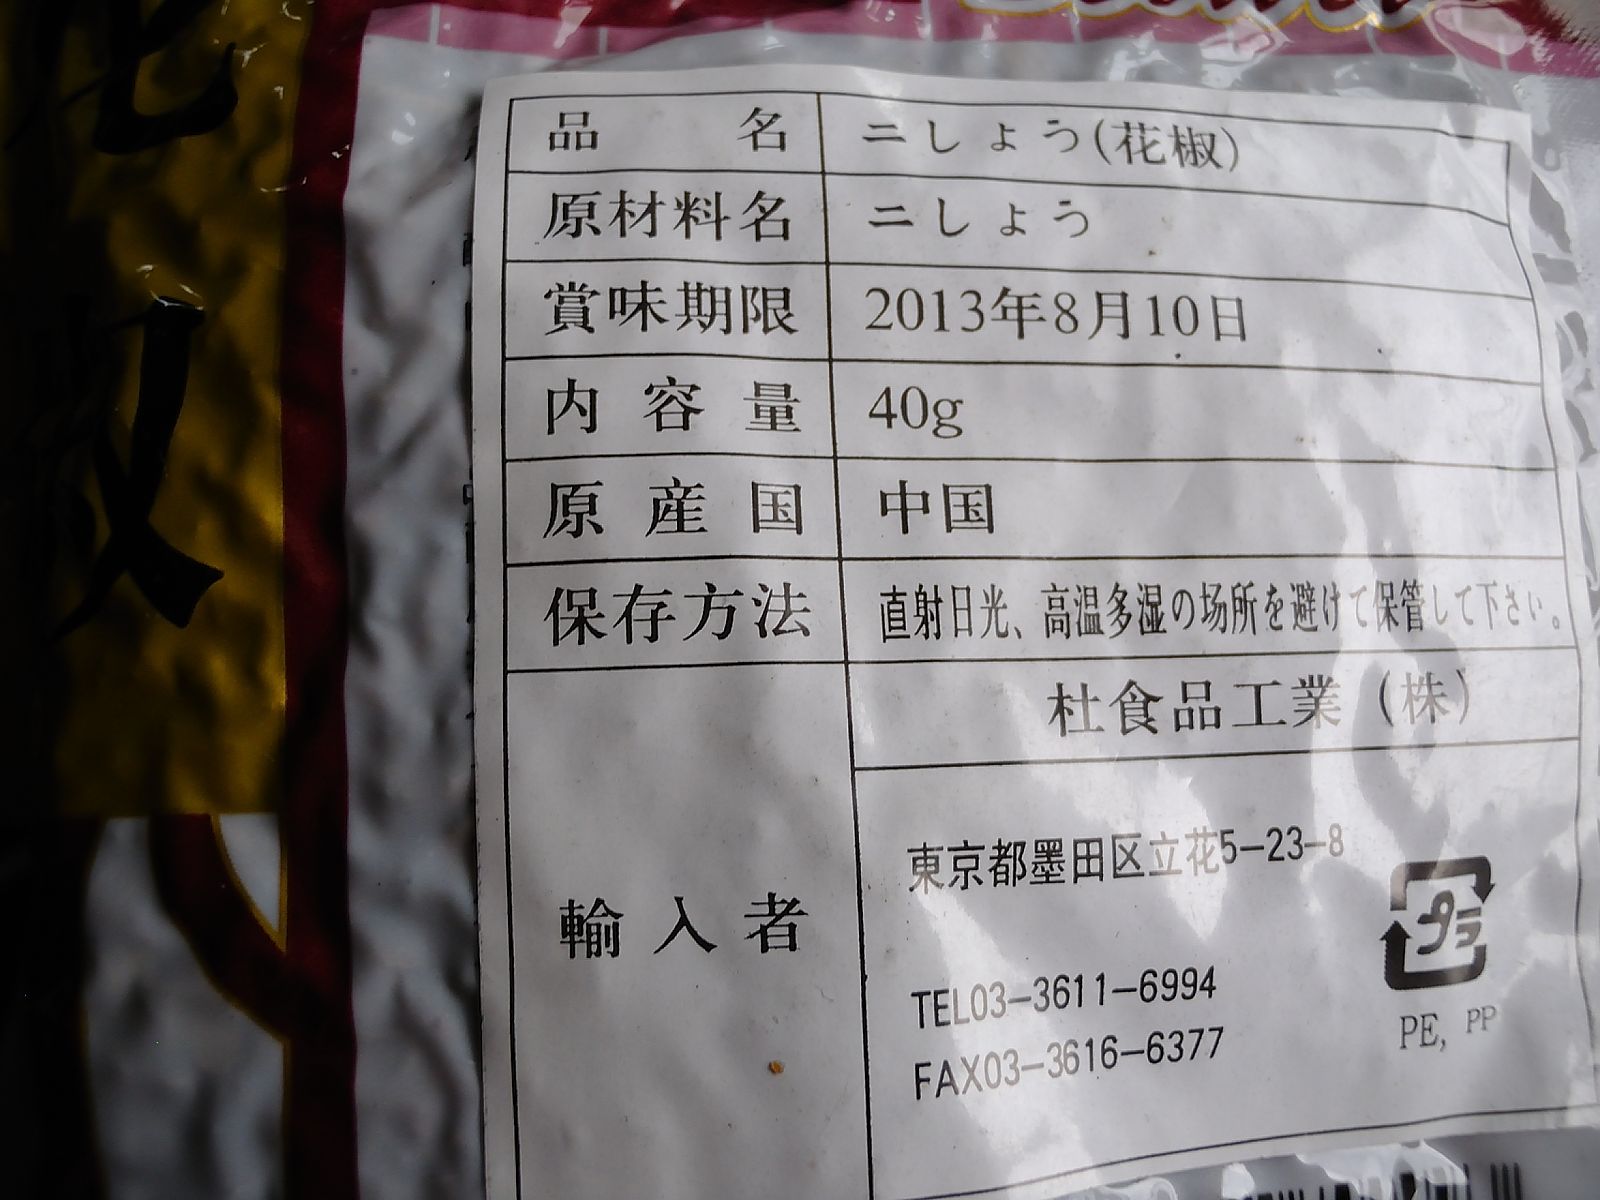 品名 ニしょう(花椒)
原材料名 ニしょう
賞味期限 2013年8月10日
内容量 40g
原産国 中国
保存方法 直射日光、高温多湿の場所を避けて保管して下さい。
輸入者 杜食品工業(株)
東京都墨田区立花5-23-8
TEL03-3611-6994
FAX03-3616-6377
プラ
PE, PP